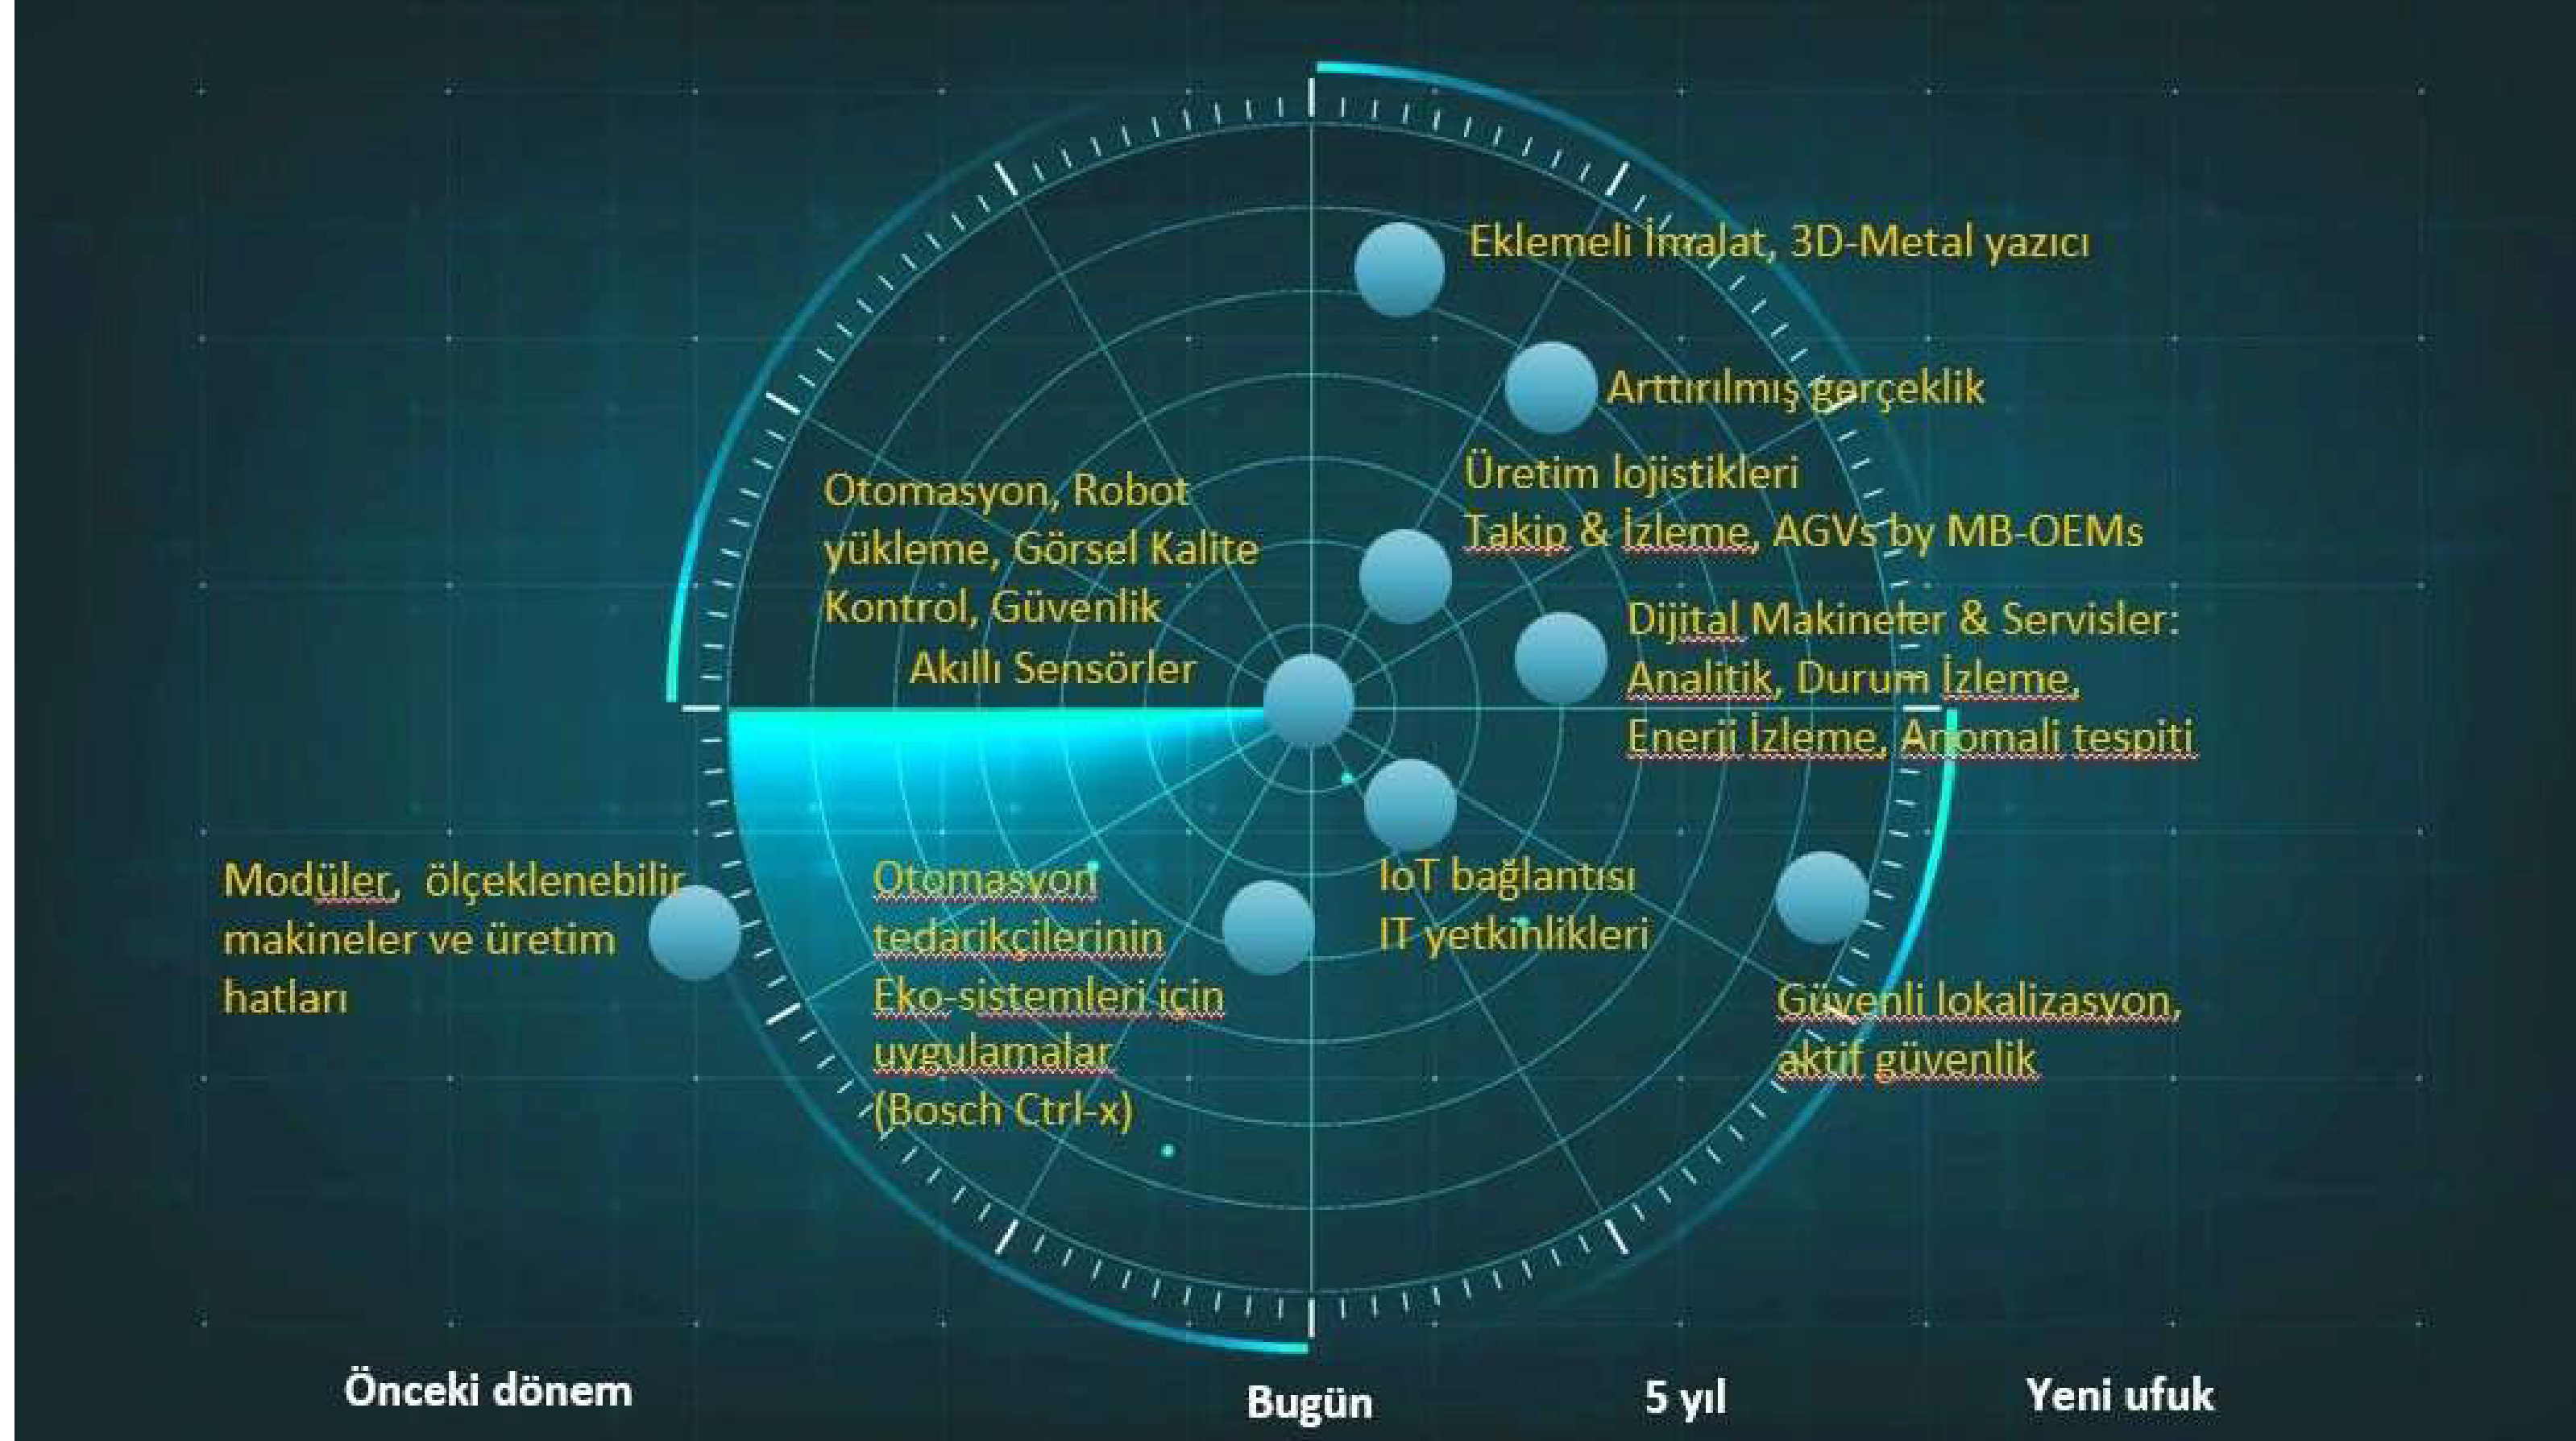 Eklemeli İmalat, 3D-Metal yazıcı
Arttırılmış gerçeklik
Üretim lojistikleri
Takip & İzleme, AGVs by MB-OEMs
Otomasyon, Robot
yükleme, Görsel Kalite
Kontrol, Güvenlik
Akıllı Sensörler
Dijital Makineler & Servisler:
Analitik, Durum İzleme,
Enerji İzleme, Anomali tespiti
Modüler, ölçeklenebilir
makineler ve üretim
hatları
Otomasyon
tedarikçilerinin
Eko-sistemleri için
uygulamalar
(Bosch Ctrl-x)
IoT bağlantısı
IT yetkinlikleri
Güvenli lokalizasyon,
aktif güvenlik
Önceki dönem
Bugün
5 yıl
Yeni ufuk